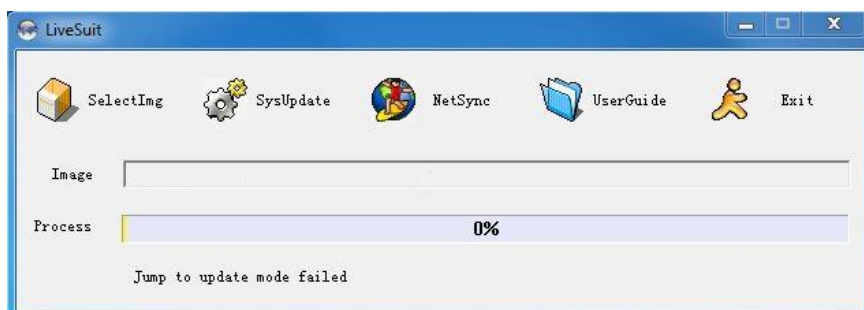 LiveSuit
SelectImg SysUpdate NetSync UserGuide Exit
Image
Process 0%
Jump to update mode failed